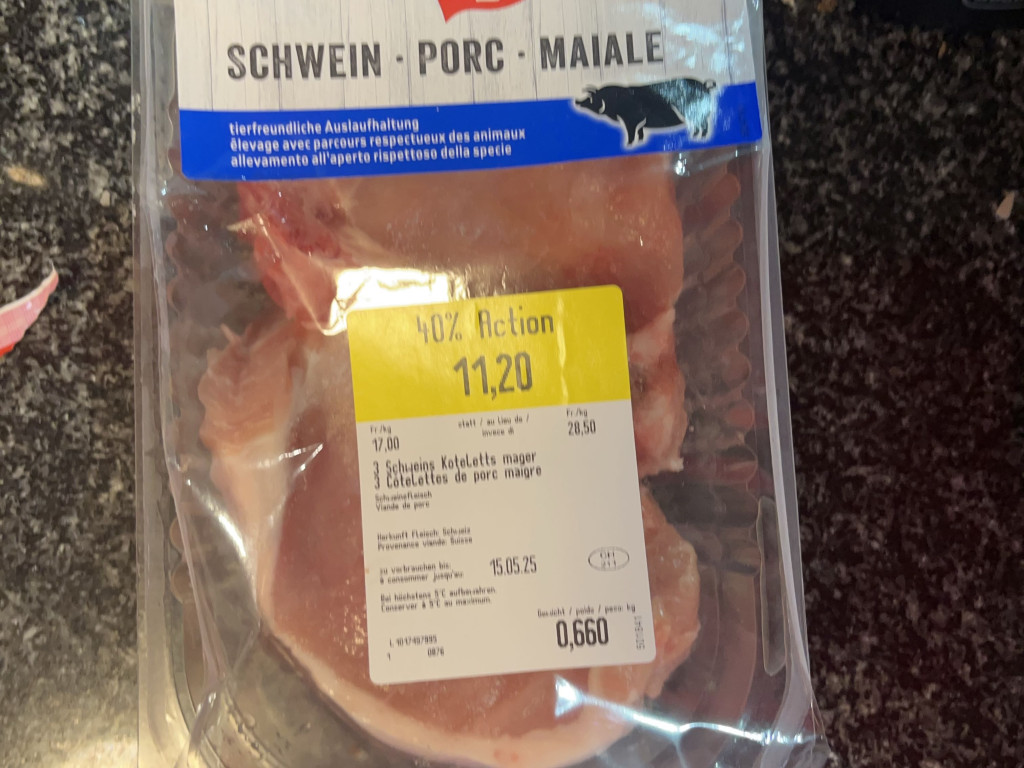 SCHWEIN · PORC · MAIALE
tierfreundliche Auslaufhaltung
élevage avec parcours respectueux des animaux
allevamento all'aperto rispettoso della specie
40% Action
11,20
Fr/kg
17,00
statt / au lieu de /
invece di
Fr./kg
28,50
3 Schweins Koteletts mager
3 Côtelettes de porc maigre
Schweinefleisch
Viande de porc
Herkunft Fleisch: Schweiz
Provenance viande: Suisse
zu verbrauchen bis:
à consommer jusqu'au:
15.05.25
CH
Bei höchstens 5°C aufbewahren.
Conserver à 5°C au maximum.
Gewicht / poids / peso: kg
0,660
1
0876